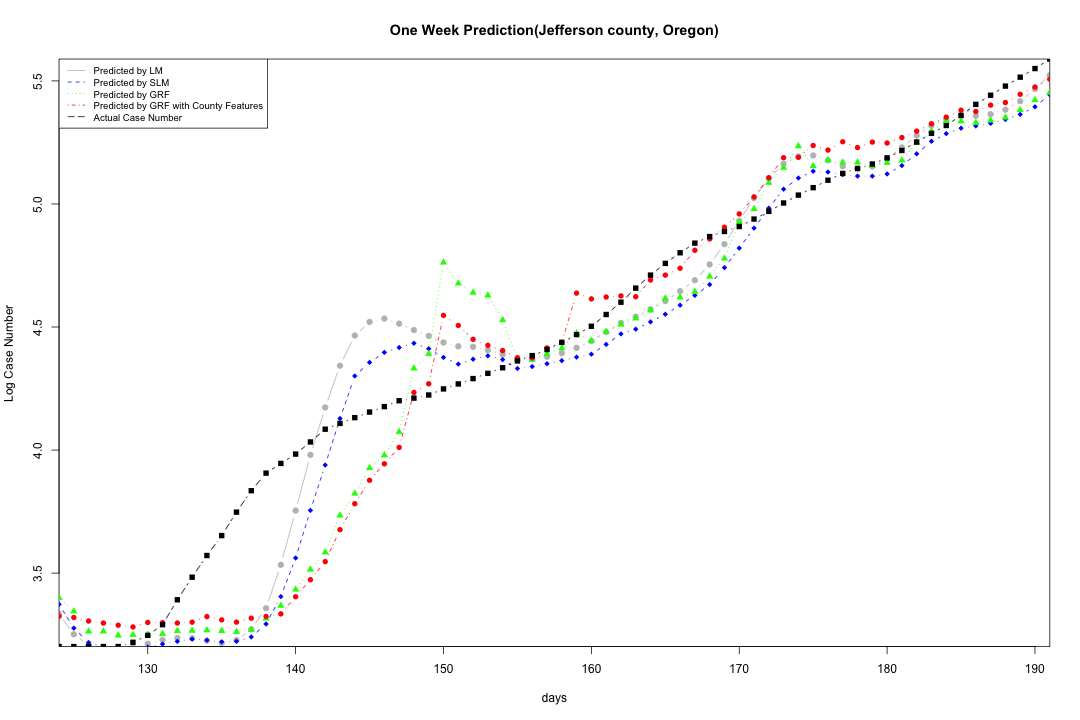 One Week Prediction(Jefferson county, Oregon)
Predicted by LM
Predicted by SLM
Predicted by GRF
Predicted by GRF with County Features
Actual Case Number
Log Case Number
5.5
5.0
4.5
4.0
3.5
130 140 150 160 170 180 190
days